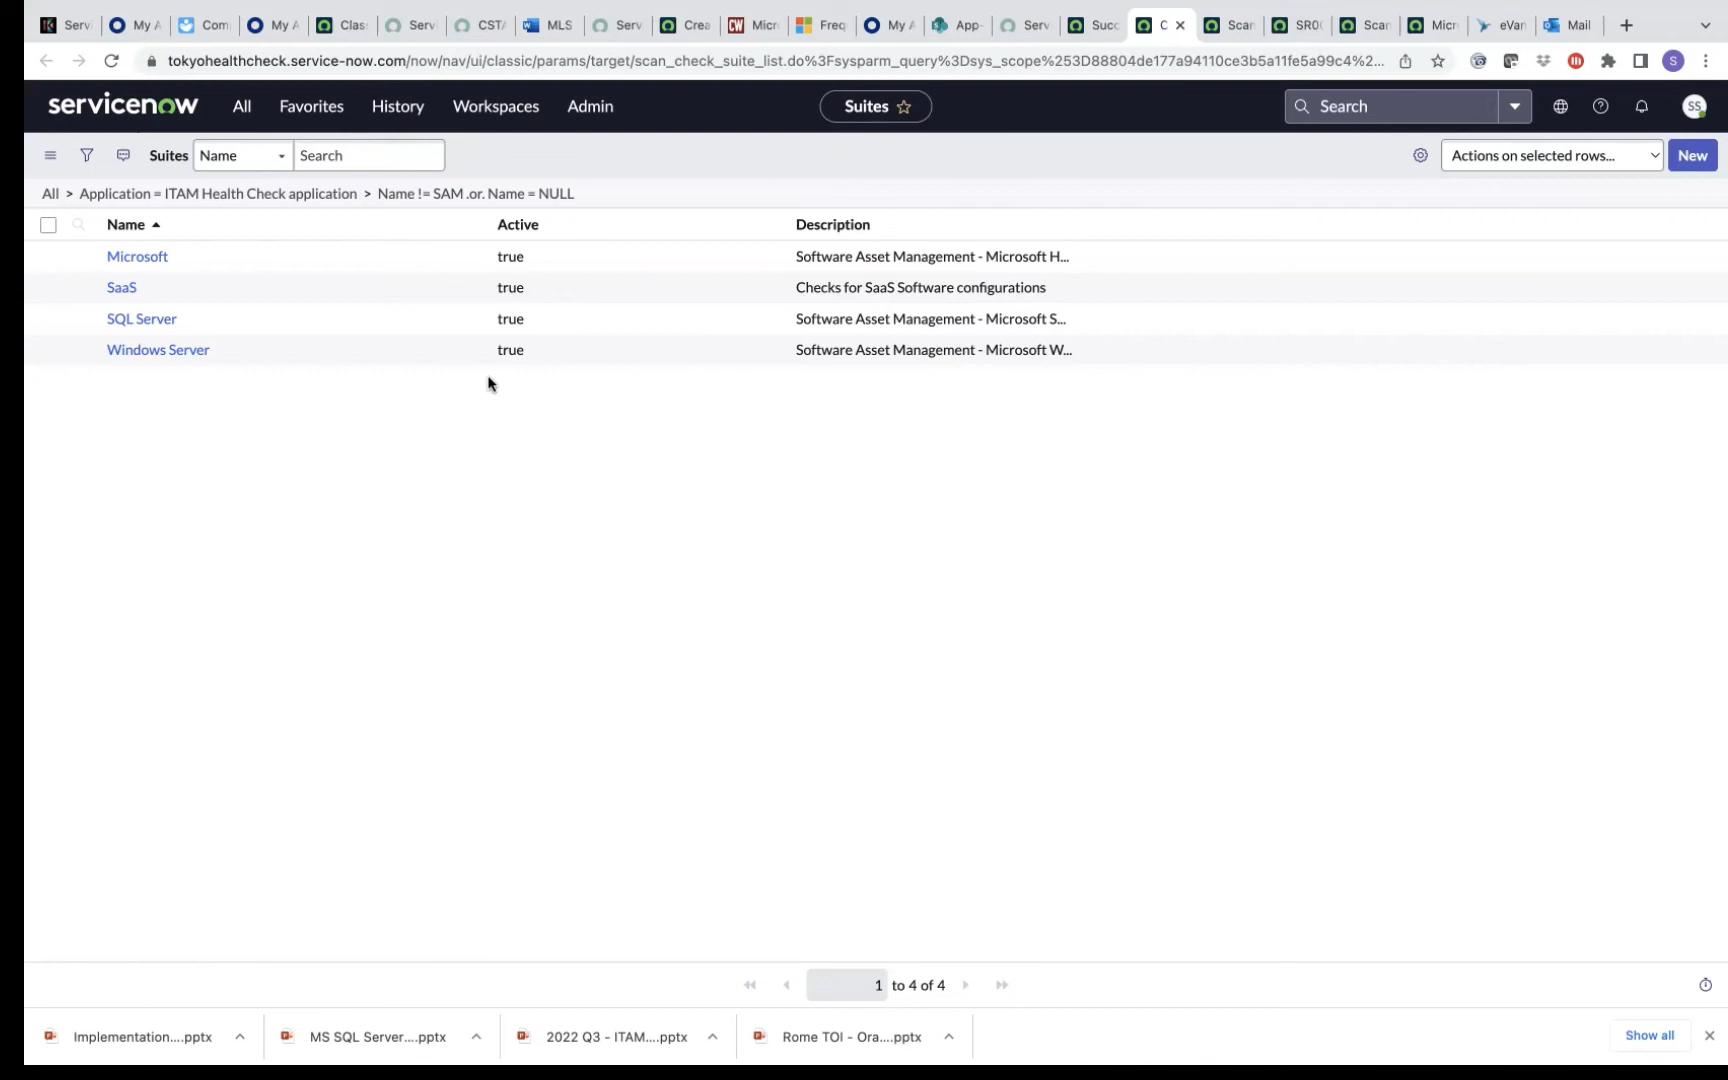 Servi My A Com My A Clas Servi CSTA MLS Serv Crea Micr Freq My A App- Serv Succ C Scan SR00 Scan Micr eVan Mail
tokyohealthcheck.service-now.com/now/nav/ui/classic/params/target/scan_check_suite_list.do%3Fsysparm_query%3Dsys_scope%253D88804de177a94110ce3b5a11fe5a99c4%2... S
servicenow All Favorites History Workspaces Admin Suites Search SS
Suites Name Search Actions on selected rows... New
All > Application = ITAM Health Check application > Name != SAM .or. Name = NULL
Name Active Description
Microsoft true Software Asset Management - Microsoft H...
SaaS true Checks for SaaS Software configurations
SQL Server true Software Asset Management - Microsoft S...
Windows Server true Software Asset Management - Microsoft W...
1 to 4 of 4
Implementation....pptx MS SQL Server....pptx 2022 Q3 - ITAM....pptx Rome TOI - Ora....pptx Show all